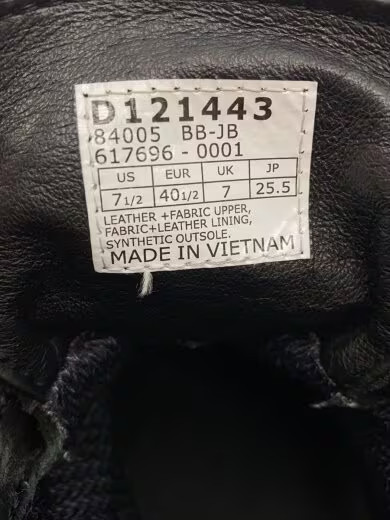 D121443
84005 BB-JB
617696 - 0001
US EUR UK JP
7 1/2 40 1/2 7 25.5
LEATHER +FABRIC UPPER,
FABRIC+LEATHER LINING,
SYNTHETIC OUTSOLE.
MADE IN VIETNAM